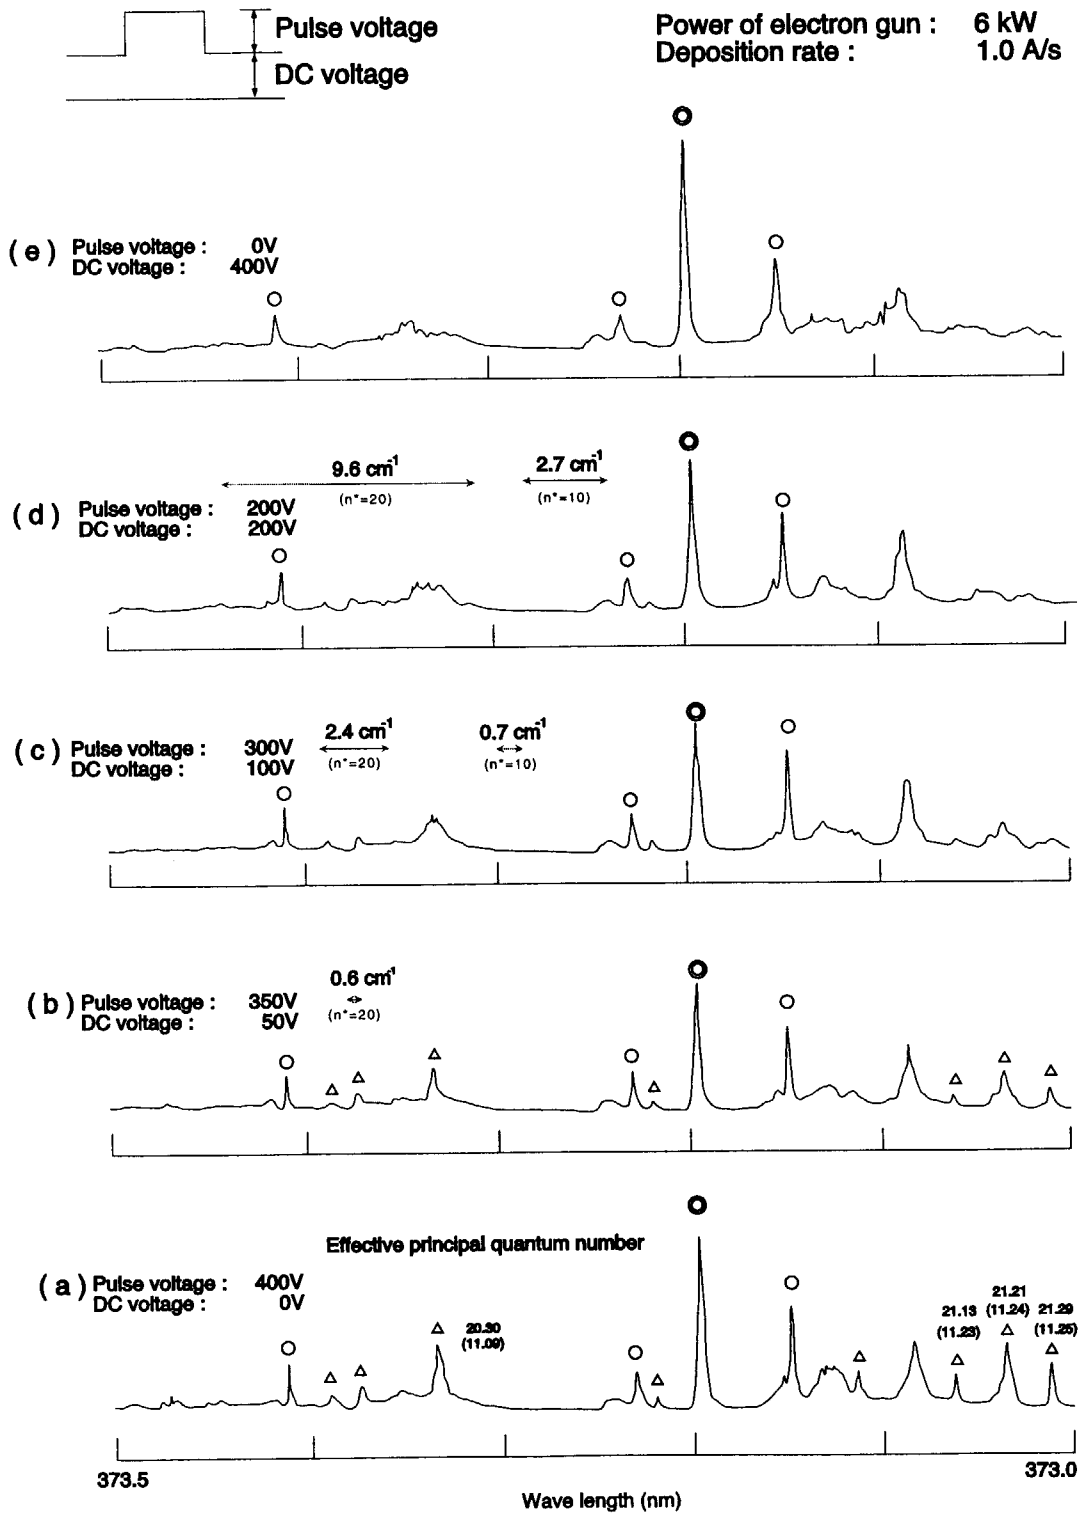 Pulse voltage
DC voltage
Power of electron gun : 6 kW
Deposition rate : 1.0 A/s
(e) Pulse voltage : 0V
DC voltage : 400V
9.6 cm-1
(n*=20)
2.7 cm-1
(n*=10)
(d) Pulse voltage : 200V
DC voltage : 200V
2.4 cm-1
(n*=20)
0.7 cm-1
(n*=10)
(c) Pulse voltage : 300V
DC voltage : 100V
0.6 cm-1
(n*=20)
(b) Pulse voltage : 350V
DC voltage : 50V
Effective principal quantum number
(a) Pulse voltage : 400V
DC voltage : 0V
20.30
(11.09)
21.13
(11.23)
21.21
(11.24)
21.29
(11.25)
373.5
373.0
Wave length (nm)